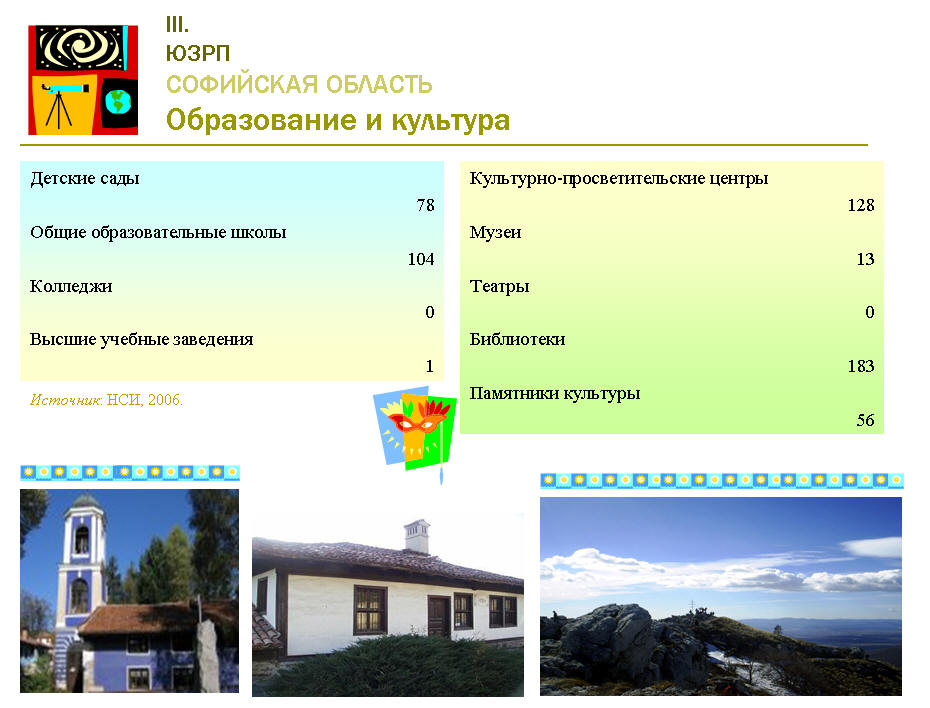 III.
ЮЗРП
СОФИЙСКАЯ ОБЛАСТЬ
Образование и культура
Детские сады
78
Общие образовательные школы
104
Колледжи
0
Высшие учебные заведения
1
Источник: НСИ, 2006.
Культурно-просветительские центры
128
Музеи
13
Театры
0
Библиотеки
183
Памятники культуры
56